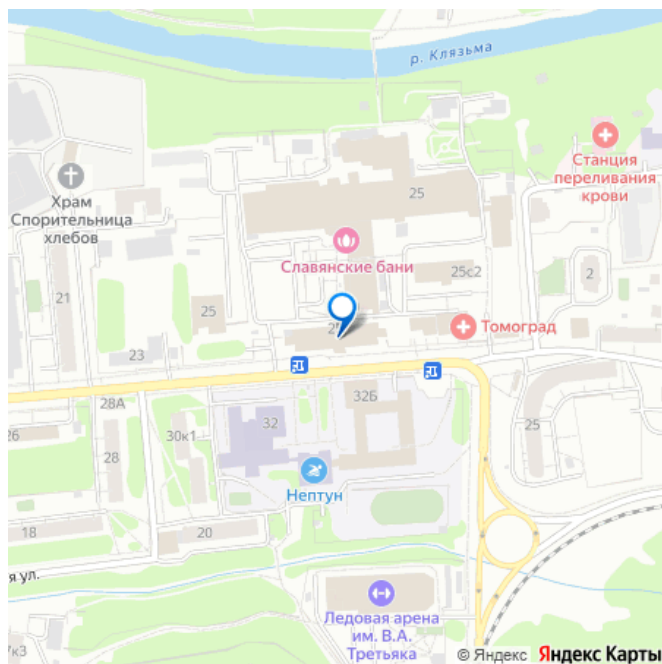 р. Клязьма
Станция
переливания
крови
Храм
Спорительница
хлебов
25
Славянские бани
25с2
2
21
25
Томоград
23
28А
32Б
26
30к1
32
25
28
Нептун
18
20
я ул.
Ледовая арена
им. В.А.
Третьяка
7к3
© Яндекс Яндекс Карты